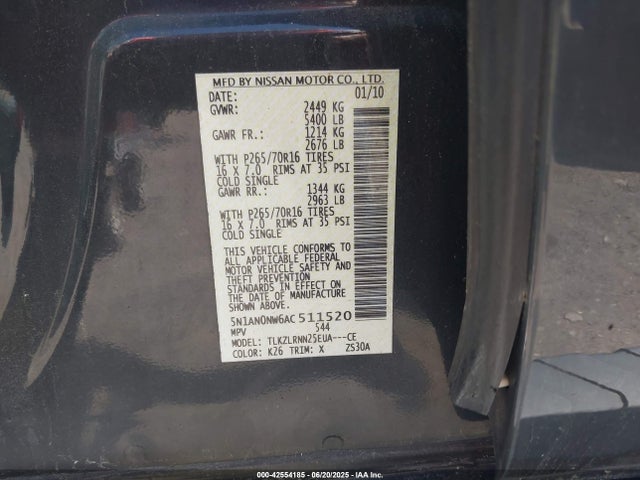 MFD BY NISSAN MOTOR CO., LTD.
DATE: 01/10
GVWR: 2449 KG
5400 LB
GAWR FR.: 1214 KG
2676 LB
WITH P265/70R16 TIRES
16 X 7.0 RIMS AT 35 PSI
COLD SINGLE
GAWR RR.: 1344 KG
2963 LB
WITH P265/70R16 TIRES
16 X 7.0 RIMS AT 35 PSI
COLD SINGLE
THIS VEHICLE CONFORMS TO
ALL APPLICABLE FEDERAL
MOTOR VEHICLE SAFETY AND
THEFT PREVENTION
STANDARDS IN EFFECT ON
THE DATE OF MANUFACTURE
SHOWN ABOVE.
5N1AN0NW6AC511520
MPV 544
MODEL: TLKZLRNN25EUA---CE
COLOR: K26 TRIM: X ZS30A
000-42554185 - 06/20/2025 - IAA Inc.